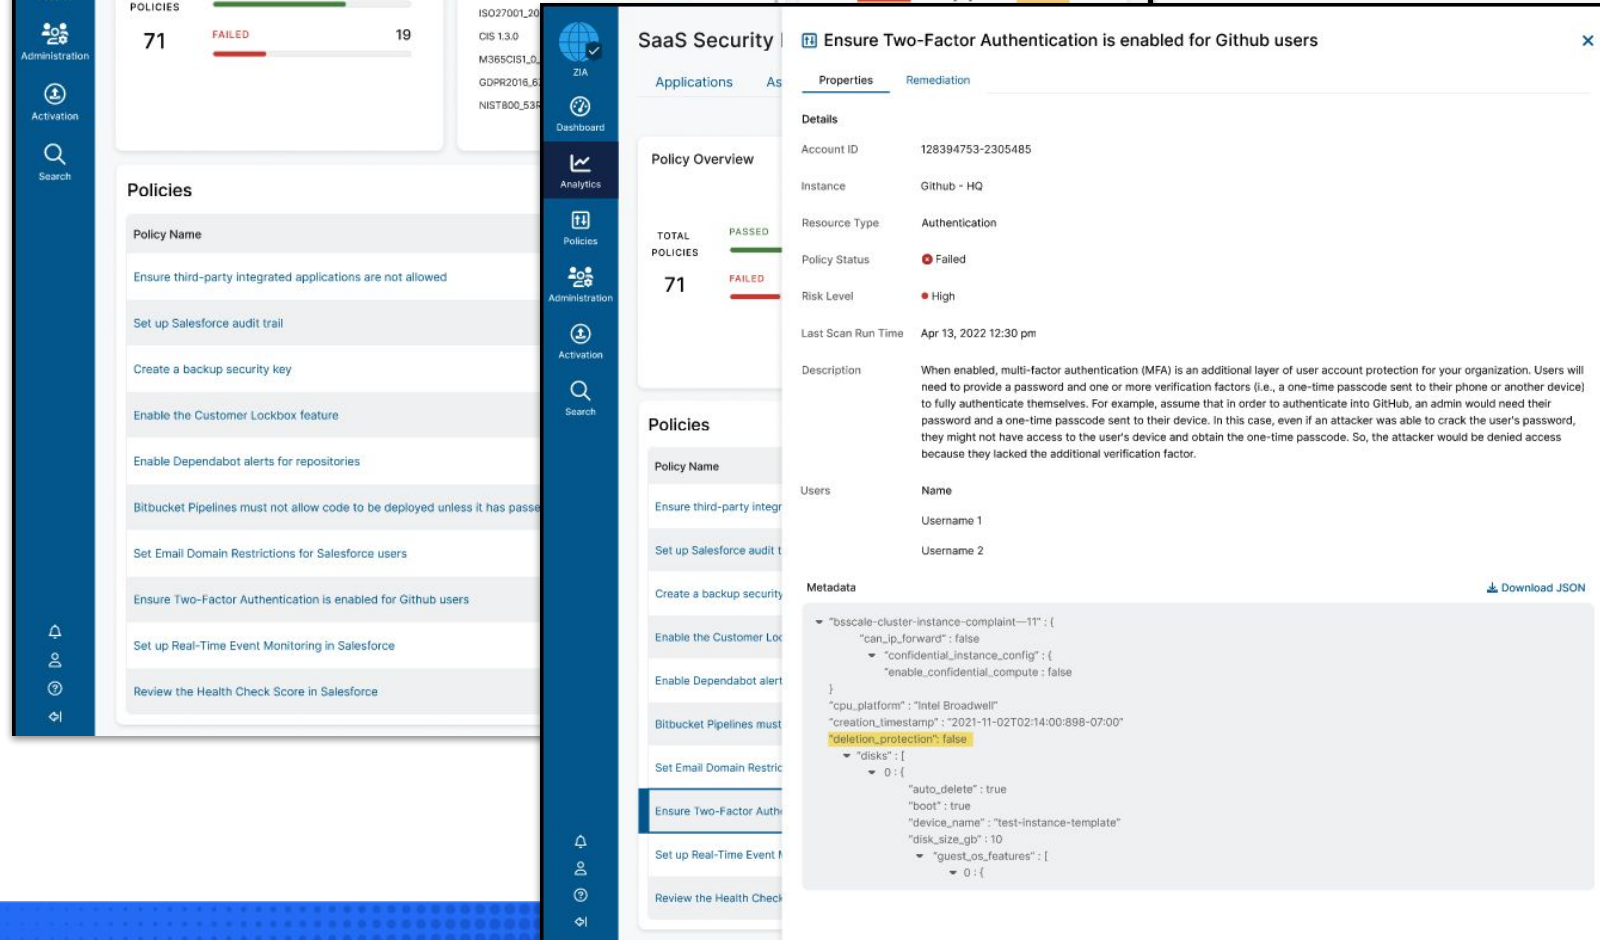 POLICIES
71
FAILED
19
ISO27001_20
CIS 1.3.0
M365CIS1_0_
GDPR2016_67
NIST800_53R
Administration
Activation
Search
Policies
Policy Name
Ensure third-party integrated applications are not allowed
Set up Salesforce audit trail
Create a backup security key
Enable the Customer Lockbox feature
Enable Dependabot alerts for repositories
Bitbucket Pipelines must not allow code to be deployed unless it has passe
Set Email Domain Restrictions for Salesforce users
Ensure Two-Factor Authentication is enabled for Github users
Set up Real-Time Event Monitoring in Salesforce
Review the Health Check Score in Salesforce
ZIA
Dashboard
Analytics
Policies
Administration
Activation
Search
SaaS Security
Applications
As
Policy Overview
TOTAL
POLICIES
71
PASSED
FAILED
Policies
Policy Name
Ensure third-party integr
Set up Salesforce audit t
Create a backup security
Enable the Customer Loc
Enable Dependabot alert
Bitbucket Pipelines must
Set Email Domain Restric
Ensure Two-Factor Authe
Set up Real-Time Event M
Review the Health Check
Ensure Two-Factor Authentication is enabled for Github users
Properties
Remediation
Details
Account ID 128394753-2305485
Instance Github - HQ
Resource Type Authentication
Policy Status Failed
Risk Level High
Last Scan Run Time Apr 13, 2022 12:30 pm
Description When enabled, multi-factor authentication (MFA) is an additional layer of user account protection for your organization. Users will
need to provide a password and one or more verification factors (i.e., a one-time passcode sent to their phone or another device)
to fully authenticate themselves. For example, assume that in order to authenticate into GitHub, an admin would need their
password and a one-time passcode sent to their device. In this case, even if an attacker was able to crack the user's password,
they might not have access to the user's device and obtain the one-time passcode. So, the attacker would be denied access
because they lacked the additional verification factor.
Users Name
Username 1
Username 2
Metadata
Download JSON
"bsscale-cluster-instance-complaint—11" : {
"can_ip_forward" : false
"confidential_instance_config" : {
"enable_confidential_compute : false
}
"cpu_platform" : "Intel Broadwell"
"creation_timestamp" : "2021-11-02T02:14:00:898-07:00"
"deletion_protection": false
"disks" : [
0 : {
"auto_delete" : true
"boot" : true
"device_name" : "test-instance-template"
"disk_size_gb" : 10
"guest_os_features" : [
0 : {